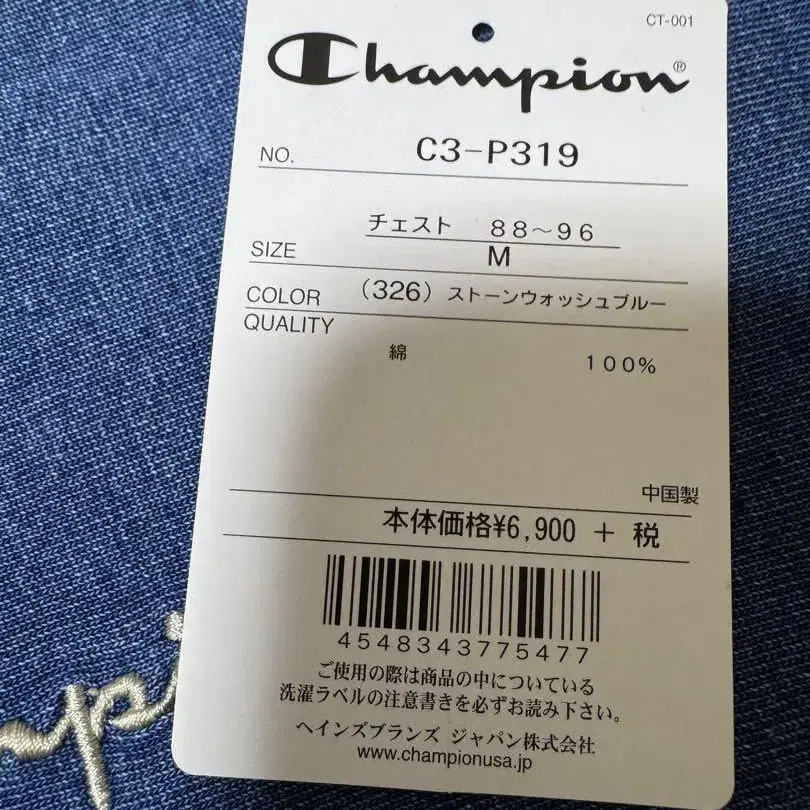 CT-001
Champion®
NO. C3-P319
チェスト 88~96
SIZE M
COLOR (326) ストーンウォッシュブルー
QUALITY
綿 100%
中国製
本体価格¥6,900 + 税
4548343775477
ご使用の際は商品の中についている
洗濯ラベルの注意書きを必ずお読み下さい。
ヘインズブランズ ジャパン株式会社
www.championusa.jp